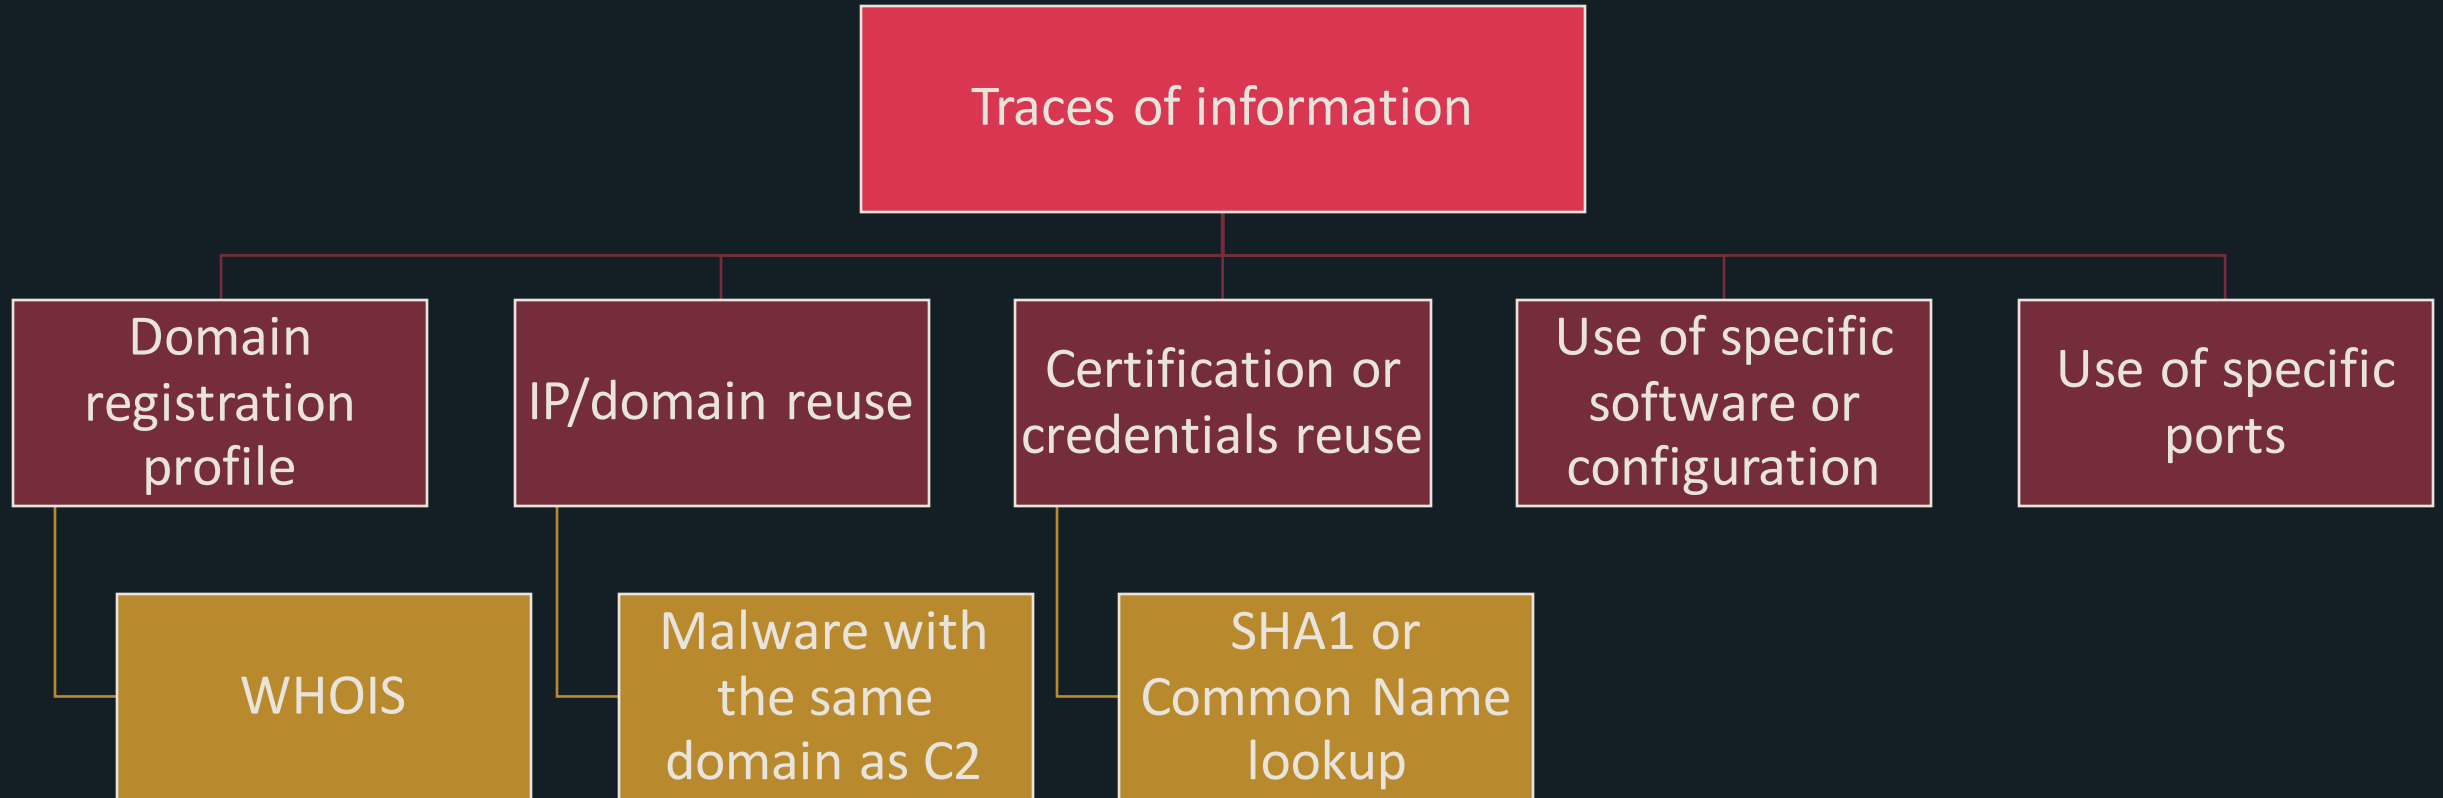 Traces of information
Domain
registration
profile
IP/domain reuse
Certification or
credentials reuse
Use of specific
software or
configuration
Use of specific
ports
WHOIS
Malware with
the same
domain as C2
SHA1 or
Common Name
lookup